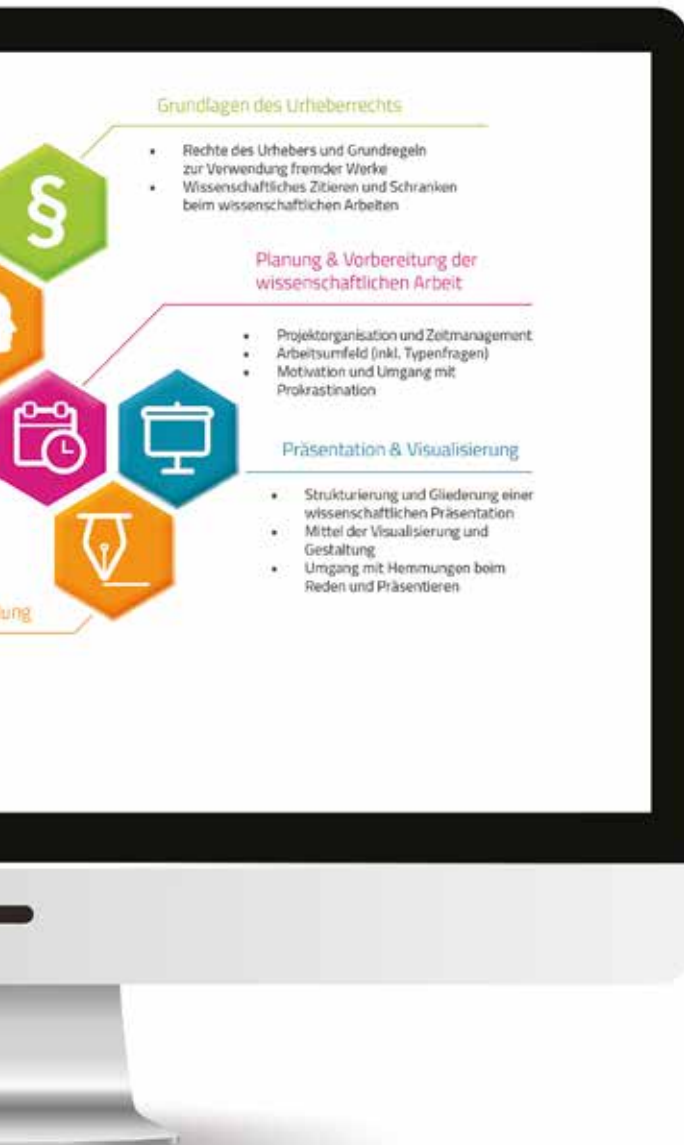 Grundlagen des Urheberrechts
• Rechte des Urhebers und Grundregeln
zur Verwendung fremder Werke
• Wissenschaftliches Zitieren und Schranken
beim wissenschaftlichen Arbeiten
§
Planung & Vorbereitung der
wissenschaftlichen Arbeit
• Projektorganisation und Zeitmanagement
• Arbeitsumfeld (inkl. Typenfragen)
• Motivation und Umgang mit
Prokrastination
Präsentation & Visualisierung
• Strukturierung und Gliederung einer
wissenschaftlichen Präsentation
• Mittel der Visualisierung und
Gestaltung
• Umgang mit Hemmungen beim
Reden und Präsentieren